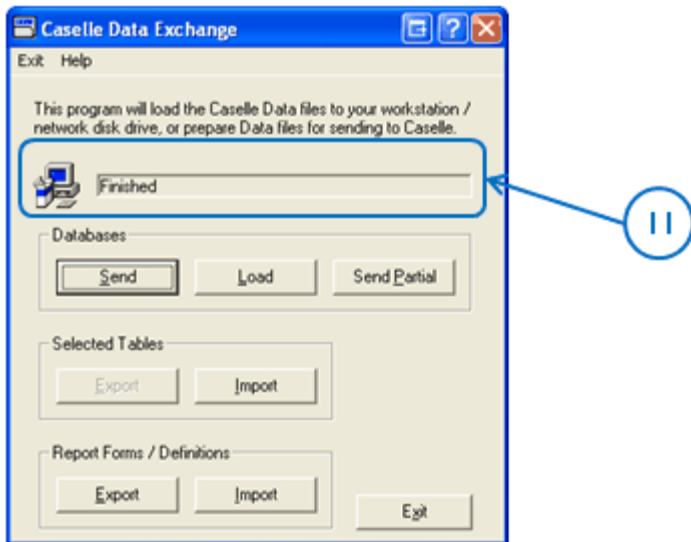 Caselle Data Exchange
Exit Help
This program will load the Caselle Data files to your workstation /
network disk drive, or prepare Data files for sending to Caselle.
Finished
11
Databases
Send Load Send Partial
Selected Tables
Export Import
Report Forms / Definitions
Export Import
Exit